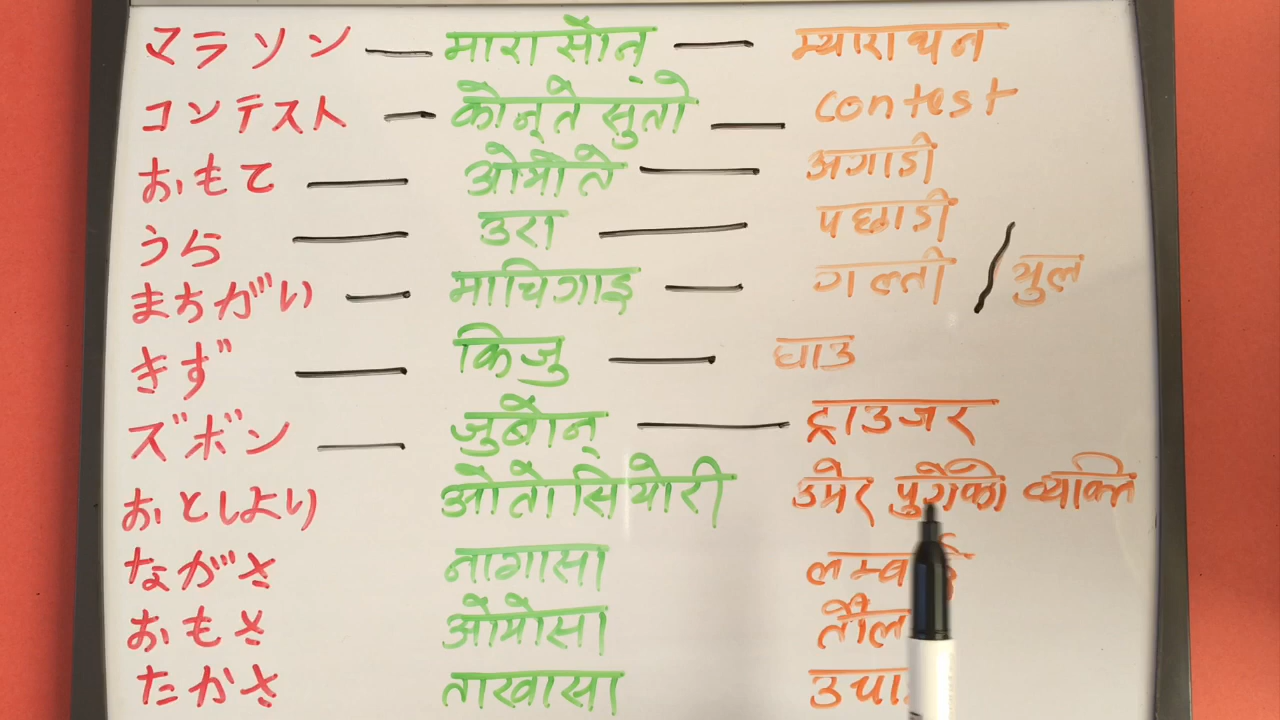 マラソン — मारासोन् — म्याराथन
コンテスト — कोन्तेसुतो — contest
おもて — ओमोते — अगाडी
うら — उरा — पछाडी
まちがい — माचिगाइ — गल्ती / भुल
きず — किजु — घाउ
ズボン — जुबोन् — ट्राउजर
おとしより ओतोसियोरी उमेर पुगेको व्यक्ति
ながさ नागासा
おもさ ओमोसा तौल
たかさ ताखासा